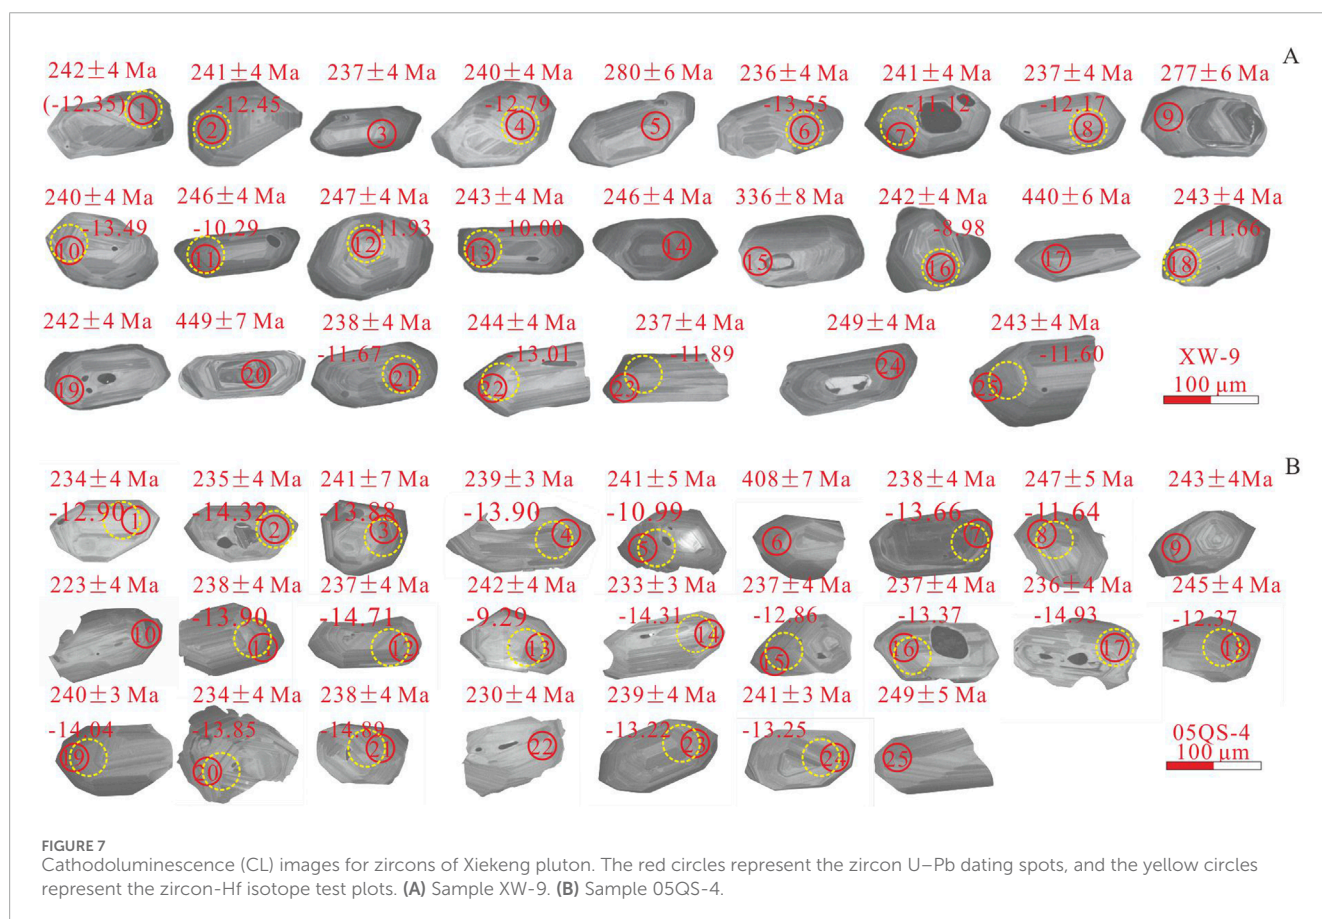 A
242±4 Ma 241±4 Ma 237±4 Ma 240±4 Ma 280±6 Ma 236±4 Ma 241±4 Ma 237±4 Ma 277±6 Ma
(-12.35) -12.45 -12.79 -13.55 -11.12 -12.17
1 2 3 4 5 6 7 8 9
240±4 Ma 246±4 Ma 247±4 Ma 243±4 Ma 246±4 Ma 336±8 Ma 242±4 Ma 440±6 Ma 243±4 Ma
-13.49 -10.29 -11.93 -10.00 -8.98 -11.66
10 11 12 13 14 15 16 17 18
242±4 Ma 449±7 Ma 238±4 Ma 244±4 Ma 237±4 Ma 249±4 Ma 243±4 Ma
-11.67 -13.01 -11.89 -11.60
19 20 21 22 23 24 25
XW-9
100 μm
B
234±4 Ma 235±4 Ma 241±7 Ma 239±3 Ma 241±5 Ma 408±7 Ma 238±4 Ma 247±5 Ma 243±4Ma
-12.90 -14.32 -13.88 -13.90 -10.99 -13.66 -11.64
1 2 3 4 5 6 7 8 9
223±4 Ma 238±4 Ma 237±4 Ma 242±4 Ma 233±3 Ma 237±4 Ma 237±4 Ma 236±4 Ma 245±4 Ma
-13.90 -14.71 -9.29 -14.31 -12.86 -13.37 -14.93 -12.37
10 11 12 13 14 15 16 17 18
240±3 Ma 234±4 Ma 238±4 Ma 230±4 Ma 239±4 Ma 241±3 Ma 249±5 Ma
-14.04 -13.85 -14.89 -13.22 -13.25
19 20 21 22 23 24 25
05QS-4
100 μm
FIGURE 7
Cathodoluminescence (CL) images for zircons of Xiekeng pluton. The red circles represent the zircon U–Pb dating spots, and the yellow circles
represent the zircon-Hf isotope test plots. (A) Sample XW-9. (B) Sample 05QS-4.